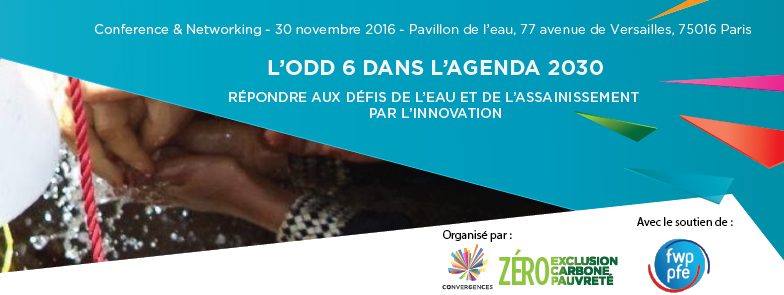 Conference & Networking - 30 novembre 2016 - Pavillon de l'eau, 77 avenue de Versailles, 75016 Paris
L'ODD 6 DANS L'AGENDA 2030
RÉPONDRE AUX DÉFIS DE L'EAU ET DE L'ASSAINISSEMENT
PAR L'INNOVATION
Organisé par :
CONVERGENCES
ZÉRO EXCLUSION
CARBONE
PAUVRETÉ
Avec le soutien de :
fwp
pfe